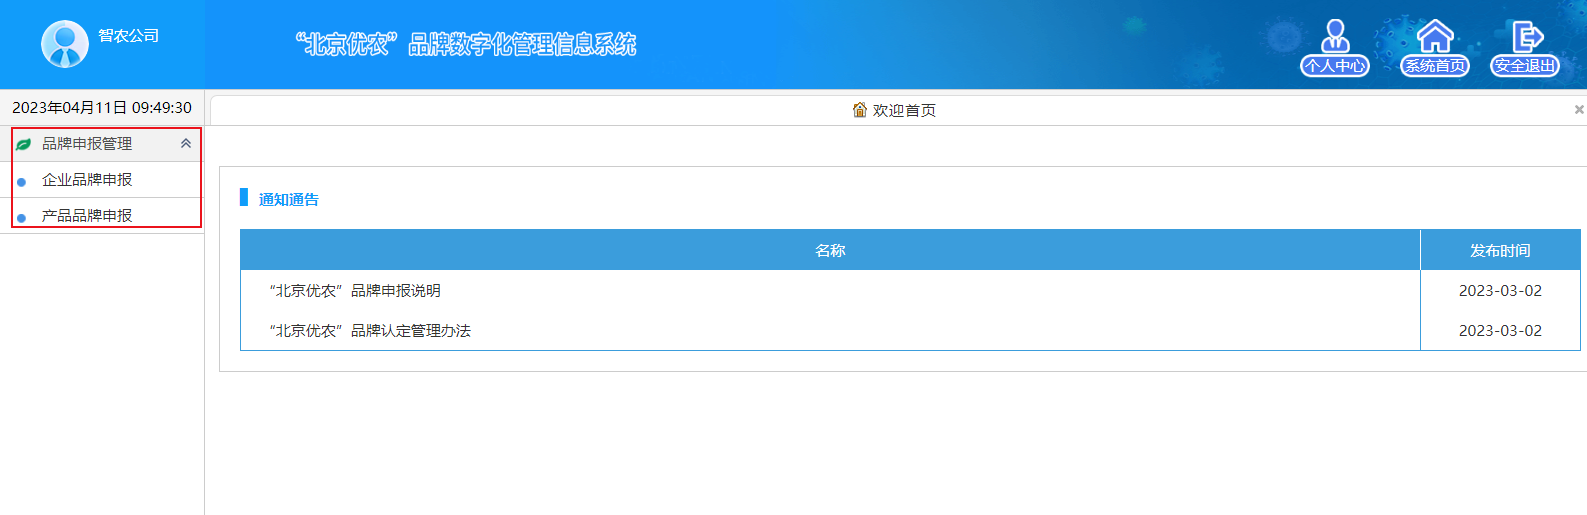 智农公司
“北京优农”品牌数字化管理信息系统
个人中心
系统首页
安全退出
2023年04月11日 09:49:30
欢迎首页
品牌申报管理
企业品牌申报
产品品牌申报
通知通告
名称 发布时间
“北京优农”品牌申报说明 2023-03-02
“北京优农”品牌认定管理办法 2023-03-02